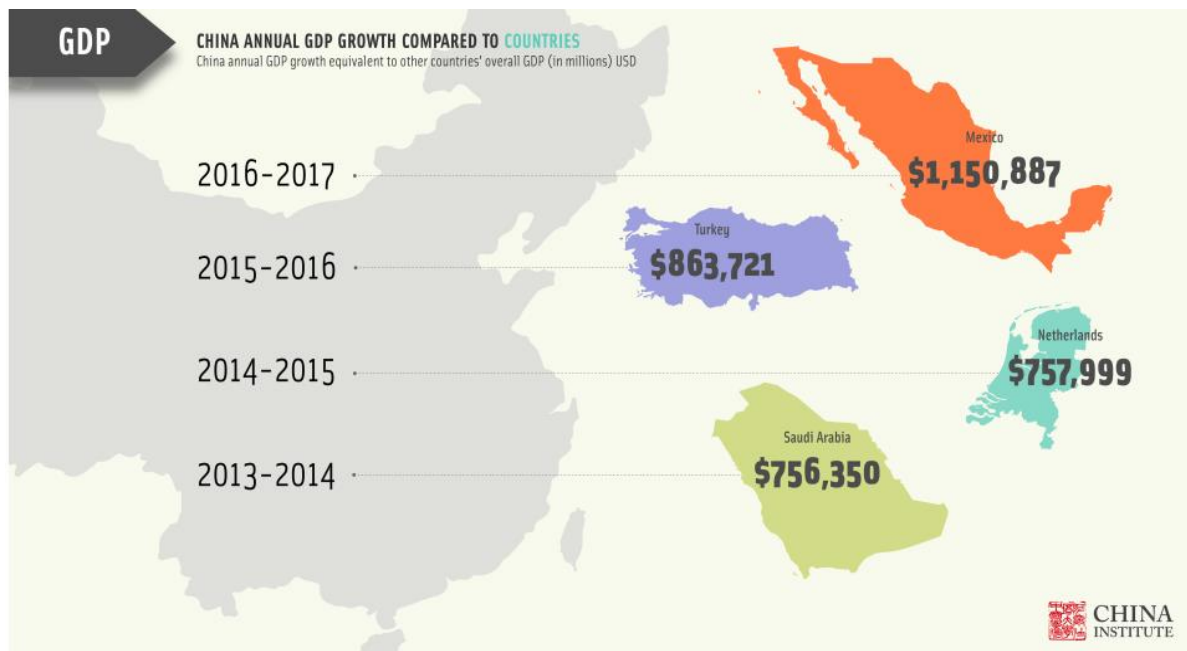 GDP
CHINA ANNUAL GDP GROWTH COMPARED TO COUNTRIES
China annual GDP growth equivalent to other countries' overall GDP (in millions) USD
Mexico
2016-2017
$1,150,887
Turkey
2015-2016
$863,721
Netherlands
2014-2015
$757,999
Saudi Arabia
2013-2014
$756,350
CHINA
INSTITUTE